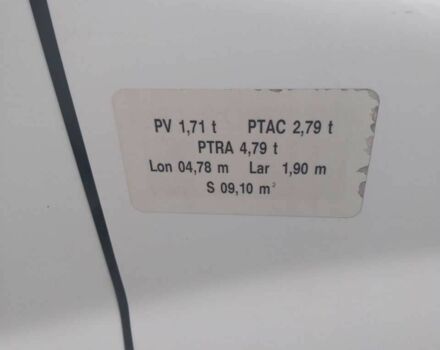 PV 1,71 t PTAC 2,79 t
PTRA 4,79 t
Lon 04,78 m Lar 1,90 m
S 09,10 m²